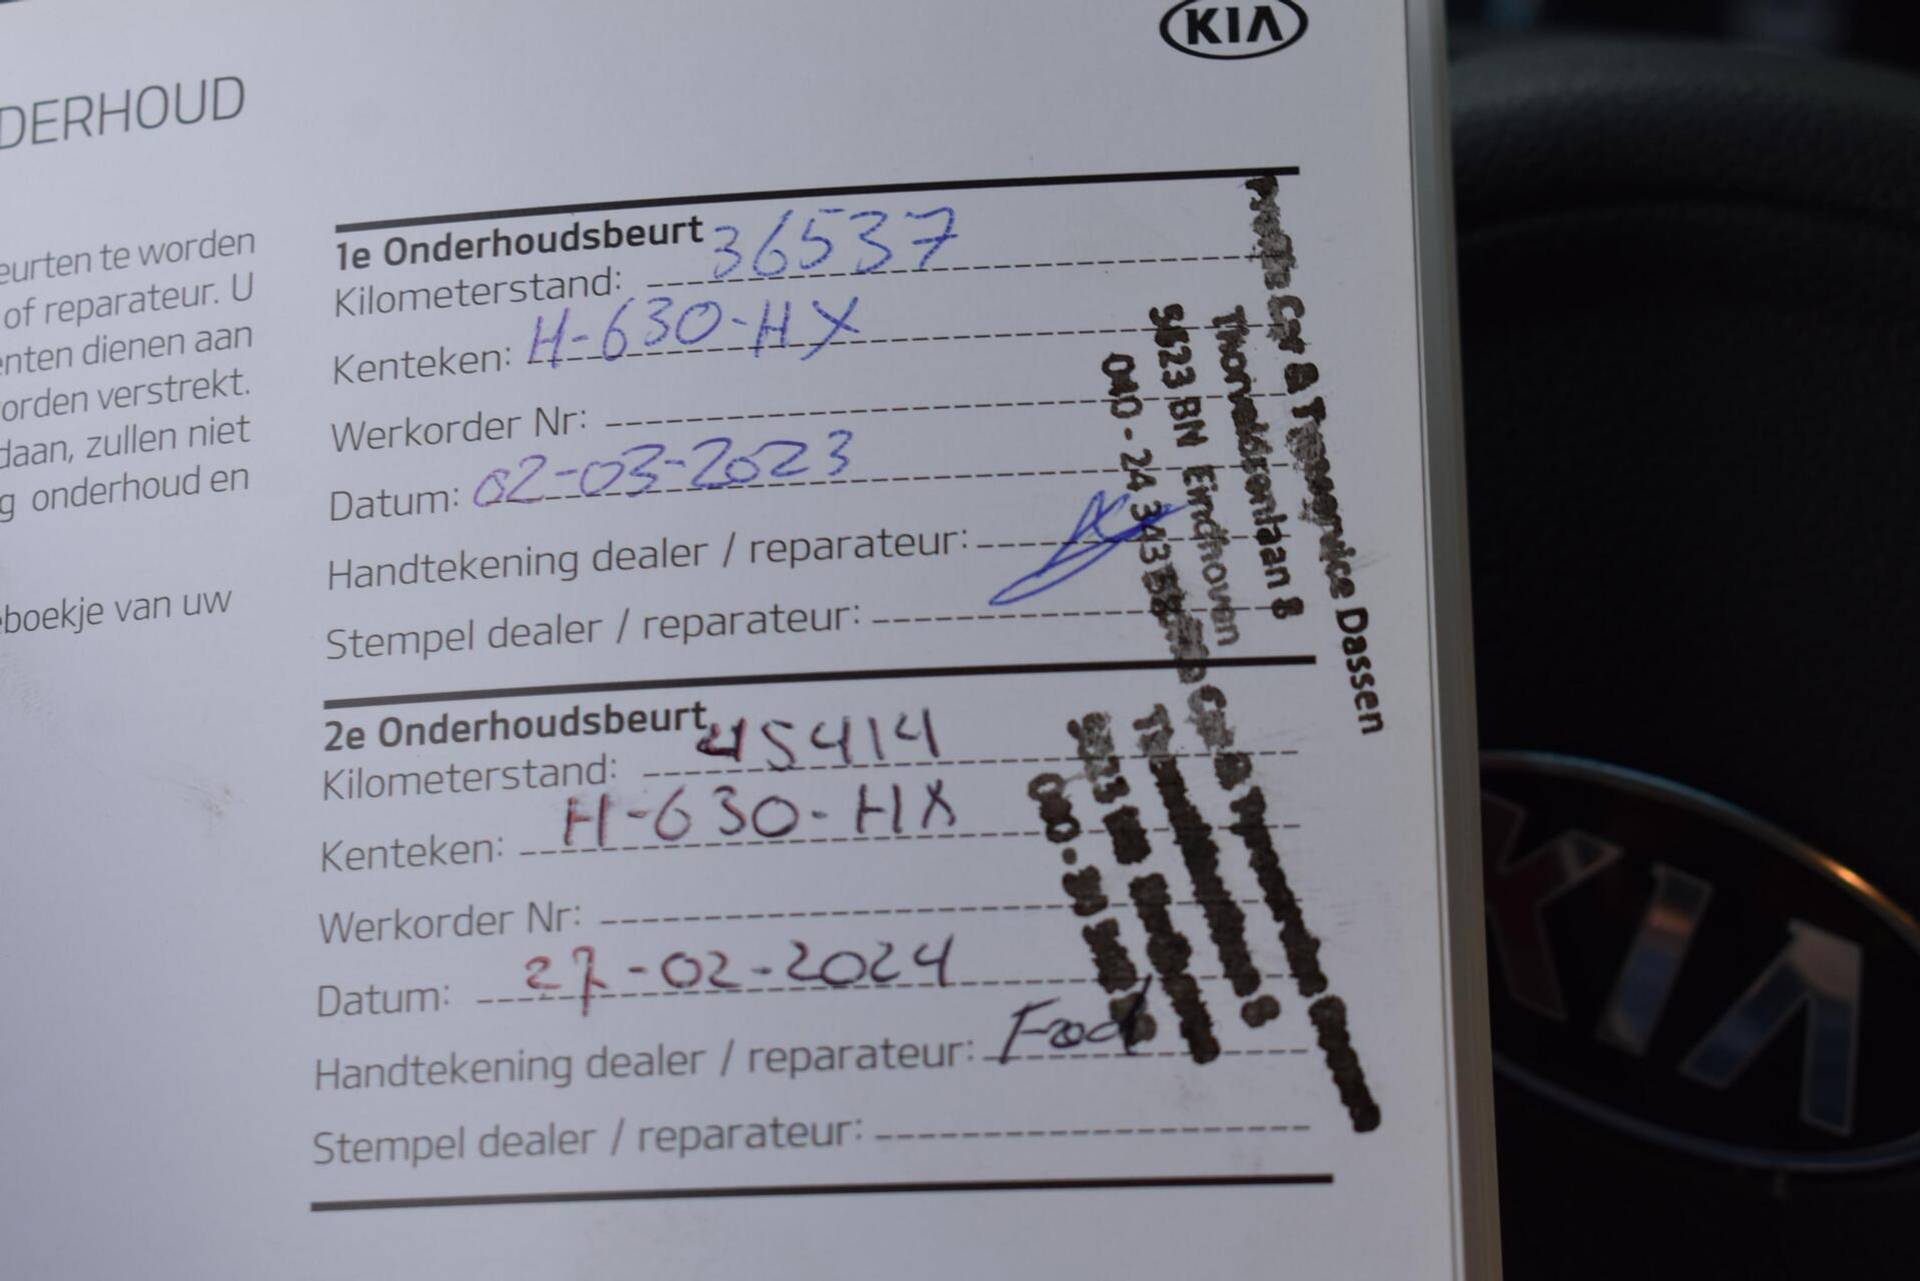 KIA
DERHOUD
eurten te worden
of reparateur. U
enten dienen aan
orden verstrekt.
daan, zullen niet
g onderhoud en
boekje van uw
1e Onderhoudsbeurt
Kilometerstand: 36537
Kenteken: H-630-HX
Werkorder Nr:
Datum: 02-03-2023
Handtekening dealer / reparateur:
Stempel dealer / reparateur:
Car & Tyreservice Dassen
Thorvaldsenlaan 8
5623 BN Eindhoven
040 - 24 343
2e Onderhoudsbeurt
Kilometerstand: 45414
Kenteken: H-630-HX
Werkorder Nr:
Datum: 27-02-2024
Handtekening dealer / reparateur:
Stempel dealer / reparateur:
KIA